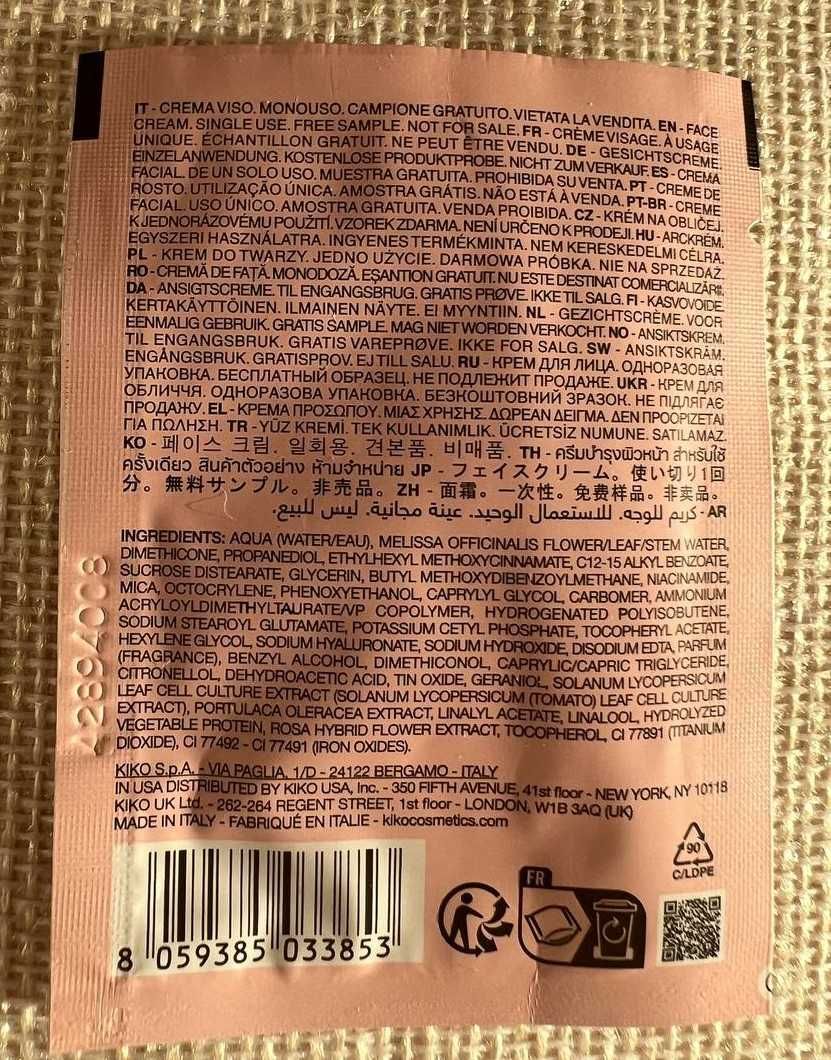 IT - CREMA VISO. MONOUSO. CAMPIONE GRATUITO. VIETATA LA VENDITA. EN - FACE
CREAM. SINGLE USE. FREE SAMPLE. NOT FOR SALE. FR - CRÈME VISAGE. À USAGE
UNIQUE. ÉCHANTILLON GRATUIT. NE PEUT ÊTRE VENDU. DE - GESICHTSCREME.
EINZELANWENDUNG. KOSTENLOSE PRODUKTPROBE. NICHT ZUM VERKAUF. ES - CREMA
FACIAL. DE UN SOLO USO. MUESTRA GRATUITA. PROHIBIDA SU VENTA. PT - CREME DE
ROSTO. UTILIZAÇÃO ÚNICA. AMOSTRA GRÁTIS. NÃO ESTÁ À VENDA. PT-BR - CREME
FACIAL. USO ÚNICO. AMOSTRA GRATUITA. VENDA PROIBIDA. CZ - KRÉM NA OBLIČEJ.
K JEDNORÁZOVÉMU POUŽITÍ. VZOREK ZDARMA. NENÍ URČENO K PRODEJI. HU - ARCKRÉM.
EGYSZERI HASZNÁLATRA. INGYENES TERMÉKMINTA. NEM KERESKEDELMI CÉLRA.
PL - KREM DO TWARZY. JEDNO UŻYCIE. DARMOWA PRÓBKA. NIE NA SPRZEDAŻ.
RO - CREMĂ DE FAȚĂ. MONODOZĂ. EȘANTION GRATUIT. NU ESTE DESTINAT COMERCIALIZĂRII.
DA - ANSIGTSCREME. TIL ENGANGSBRUG. GRATIS PRØVE. IKKE TIL SALG. FI - KASVOVOIDE.
KERTAKÄYTTÖINEN. ILMAINEN NÄYTE. EI MYYNTIIN. NL - GEZICHTSCRÈME. VOOR
EENMALIG GEBRUIK. GRATIS SAMPLE. MAG NIET WORDEN VERKOCHT. NO - ANSIKTSKREM.
TIL ENGANGSBRUK. GRATIS VAREPRØVE. IKKE FOR SALG. SW - ANSIKTSKRÄM.
ENGÅNGSBRUK. GRATISPROV. EJ TILL SALU. RU - КРЕМ ДЛЯ ЛИЦА. ОДНОРАЗОВАЯ
УПАКОВКА. БЕСПЛАТНЫЙ ОБРАЗЕЦ. НЕ ПОДЛЕЖИТ ПРОДАЖЕ. UKR - КРЕМ ДЛЯ
ОБЛИЧЧЯ. ОДНОРАЗОВА УПАКОВКА. БЕЗКОШТОВНИЙ ЗРАЗОК. НЕ ПІДЛЯГАЄ
ПРОДАЖУ. EL - ΚΡΕΜΑ ΠΡΟΣΩΠΟΥ. ΜΙΑΣ ΧΡΗΣΗΣ. ΔΩΡΕΑΝ ΔΕΙΓΜΑ. ΔΕΝ ΠΡΟΟΡΙΖΕΤΑΙ
ΓΙΑ ΠΩΛΗΣΗ. TR - YÜZ KREMİ. TEK KULLANIMLIK. ÜCRETSİZ NUMUNE. SATILAMAZ.
KO - 페이스 크림. 일회용. 견본품. 비매품. TH - ครีมบำรุงผิวหน้า สำหรับใช้
ครั้งเดียว สินค้าตัวอย่าง ห้ามจำหน่าย JP - フェイスクリーム。使い切り1回
分。無料サンプル。非売品。ZH - 面霜。一次性。免费样品。非卖品。
AR - كريم للوجه. للاستعمال الوحيد. عينة مجانية. ليس للبيع.
INGREDIENTS: AQUA (WATER/EAU), MELISSA OFFICINALIS FLOWER/LEAF/STEM WATER,
DIMETHICONE, PROPANEDIOL, ETHYLHEXYL METHOXYCINNAMATE, C12-15 ALKYL BENZOATE,
SUCROSE DISTEARATE, GLYCERIN, BUTYL METHOXYDIBENZOYLMETHANE, NIACINAMIDE,
MICA, OCTOCRYLENE, PHENOXYETHANOL, CAPRYLYL GLYCOL, CARBOMER, AMMONIUM
ACRYLOYLDIMETHYLTAURATE/VP COPOLYMER, HYDROGENATED POLYISOBUTENE,
SODIUM STEAROYL GLUTAMATE, POTASSIUM CETYL PHOSPHATE, TOCOPHERYL ACETATE,
HEXYLENE GLYCOL, SODIUM HYALURONATE, SODIUM HYDROXIDE, DISODIUM EDTA, PARFUM
(FRAGRANCE), BENZYL ALCOHOL, DIMETHICONOL, CAPRYLIC/CAPRIC TRIGLYCERIDE,
CITRONELLOL, DEHYDROACETIC ACID, TIN OXIDE, GERANIOL, SOLANUM LYCOPERSICUM
LEAF CELL CULTURE EXTRACT (SOLANUM LYCOPERSICUM (TOMATO) LEAF CELL CULTURE
EXTRACT), PORTULACA OLERACEA EXTRACT, LINALYL ACETATE, LINALOOL, HYDROLYZED
VEGETABLE PROTEIN, ROSA HYBRID FLOWER EXTRACT, TOCOPHEROL, CI 77891 (TITANIUM
DIOXIDE), CI 77492 - CI 77491 (IRON OXIDES).
KIKO S.p.A. - VIA PAGLIA, 1/D - 24122 BERGAMO - ITALY
IN USA DISTRIBUTED BY KIKO USA, Inc. - 350 FIFTH AVENUE, 41st floor - NEW YORK, NY 10118
KIKO UK Ltd. - 262-264 REGENT STREET, 1st floor - LONDON, W1B 3AQ (UK)
MADE IN ITALY - FABRIQUÉ EN ITALIE - kikocosmetics.com
90
C/LDPE
FR
8 059385 033853